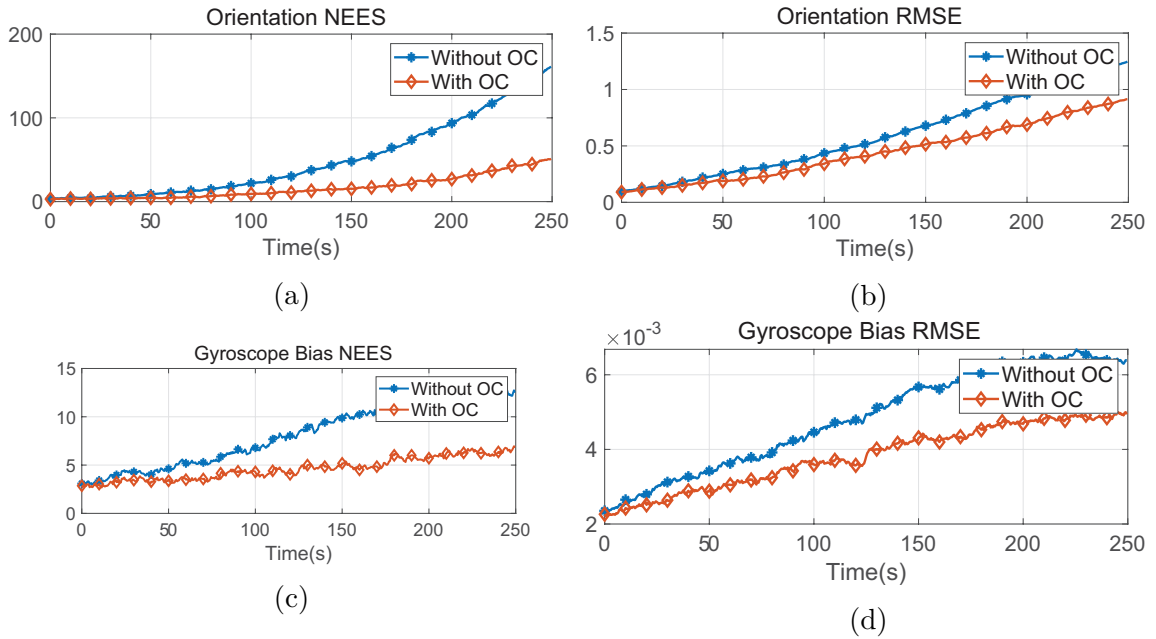 Orientation NEES
200
100
0
Without OC
With OC
0 50 100 150 200 250
Time(s)
(a)
Orientation RMSE
1.5
1
0.5
0
Without OC
With OC
0 50 100 150 200 250
Time(s)
(b)
Gyroscope Bias NEES
15
10
5
0
Without OC
With OC
0 50 100 150 200 250
Time(s)
(c)
×10⁻³
Gyroscope Bias RMSE
6
4
2
Without OC
With OC
0 50 100 150 200 250
Time(s)
(d)